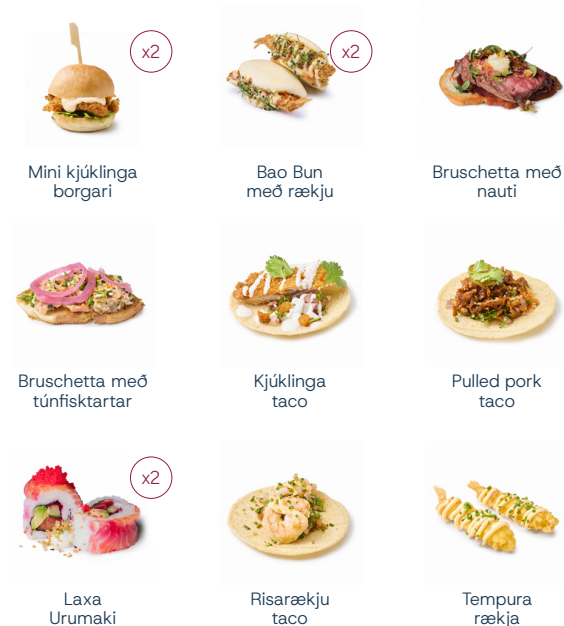 x2
x2
Mini kjúklinga
borgari
Bao Bun
með rækju
Bruschetta með
nauti
Bruschetta með
túnfisktartar
Kjúklinga
taco
Pulled pork
taco
x2
Laxa
Urumaki
Risarækju
taco
Tempura
rækja